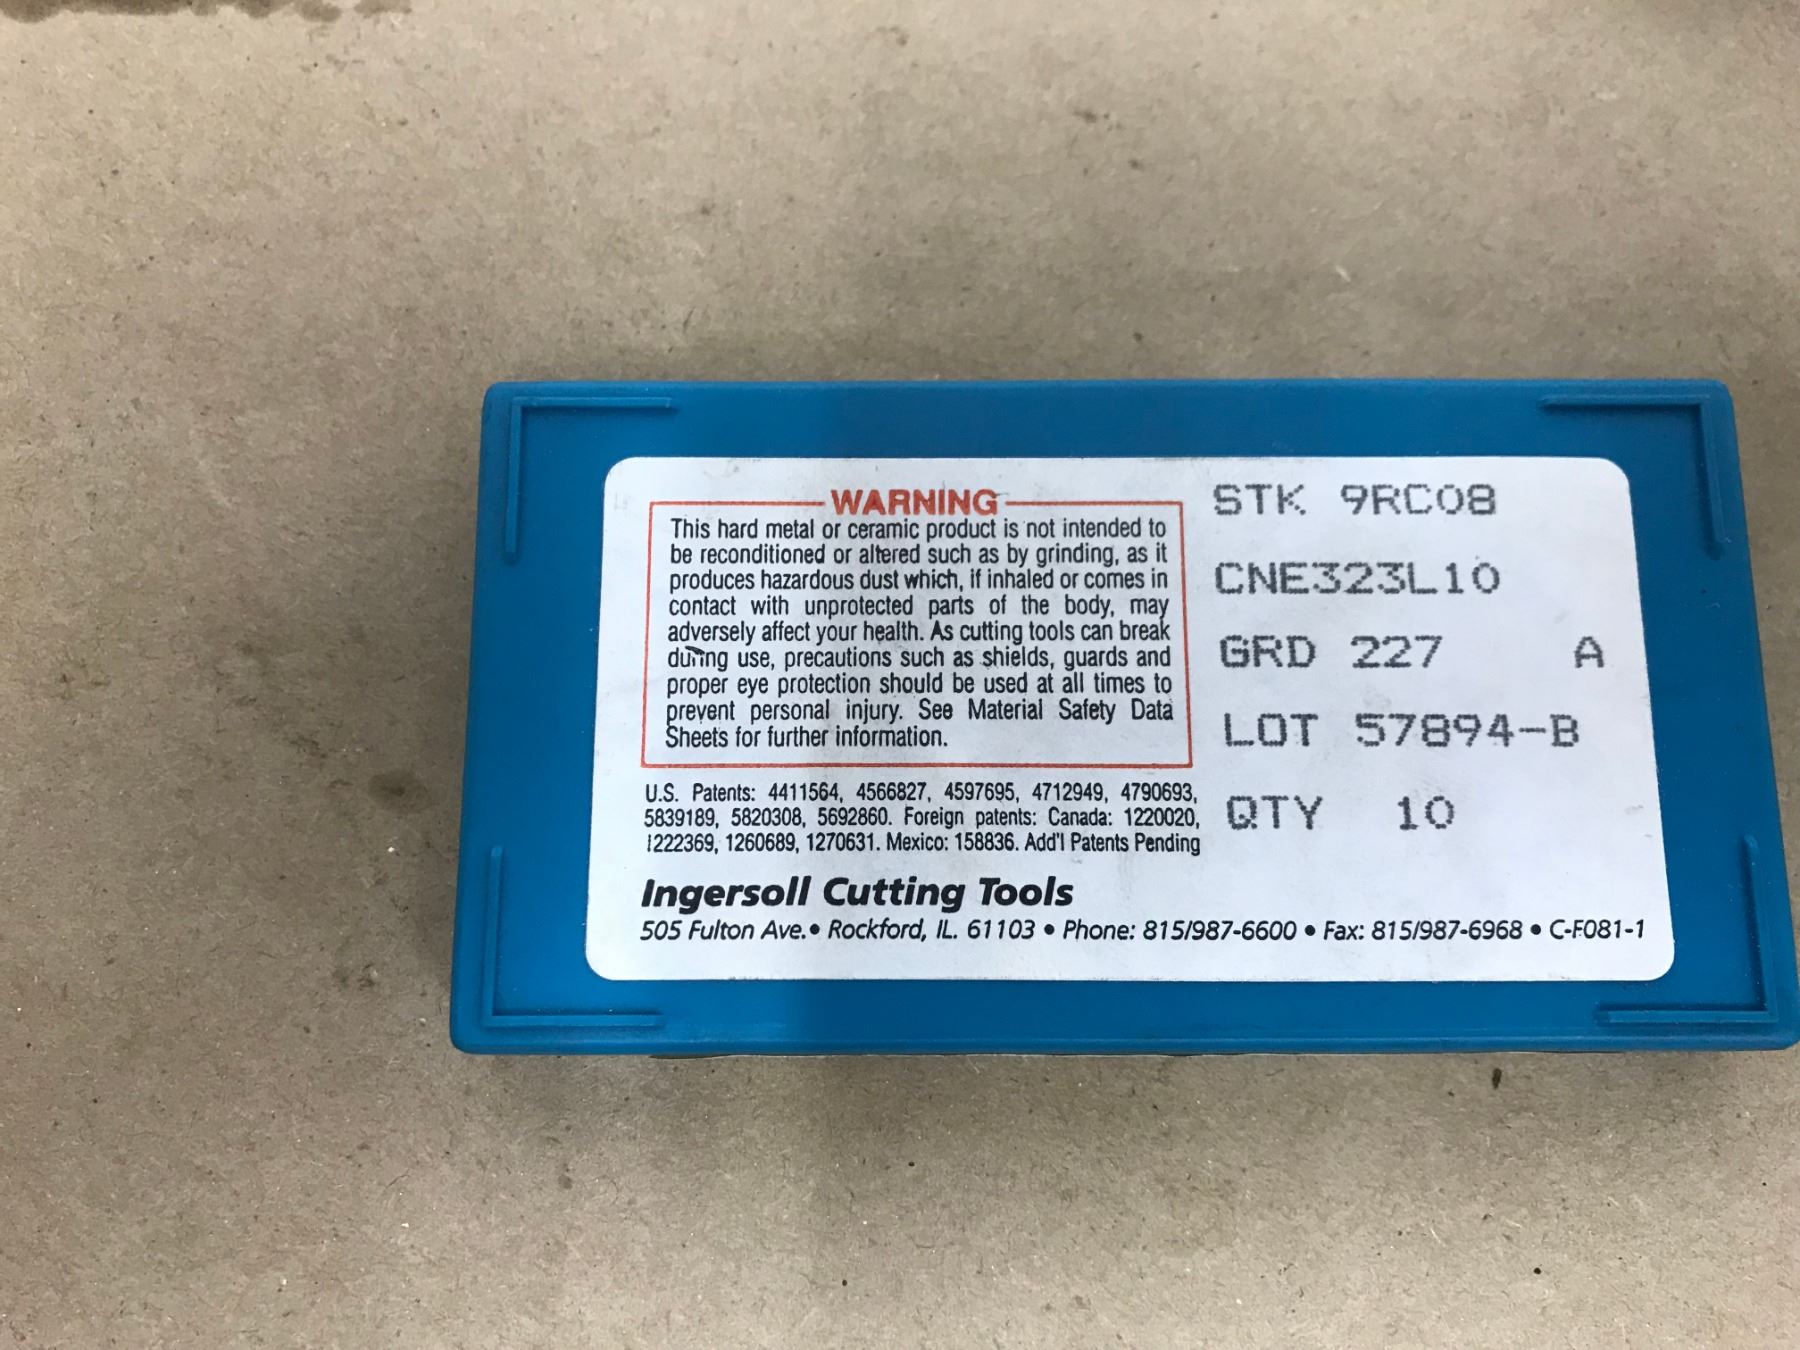 WARNING
This hard metal or ceramic product is not intended to
be reconditioned or altered such as by grinding, as it
produces hazardous dust which, if inhaled or comes in
contact with unprotected parts of the body, may
adversely affect your health. As cutting tools can break
during use, precautions such as shields, guards and
proper eye protection should be used at all times to
prevent personal injury. See Material Safety Data
Sheets for further information.
U.S. Patents: 4411564, 4566827, 4597695, 4712949, 4790693,
5839189, 5820308, 5692860. Foreign patents: Canada: 1220020,
1222369, 1260689, 1270631. Mexico: 158836. Add'l Patents Pending
STK 9RC08
CNE323L10
GRD 227 A
LOT 57894-B
QTY 10
Ingersoll Cutting Tools
505 Fulton Ave. • Rockford, IL. 61103 • Phone: 815/987-6600 • Fax: 815/987-6968 • C-F081-1